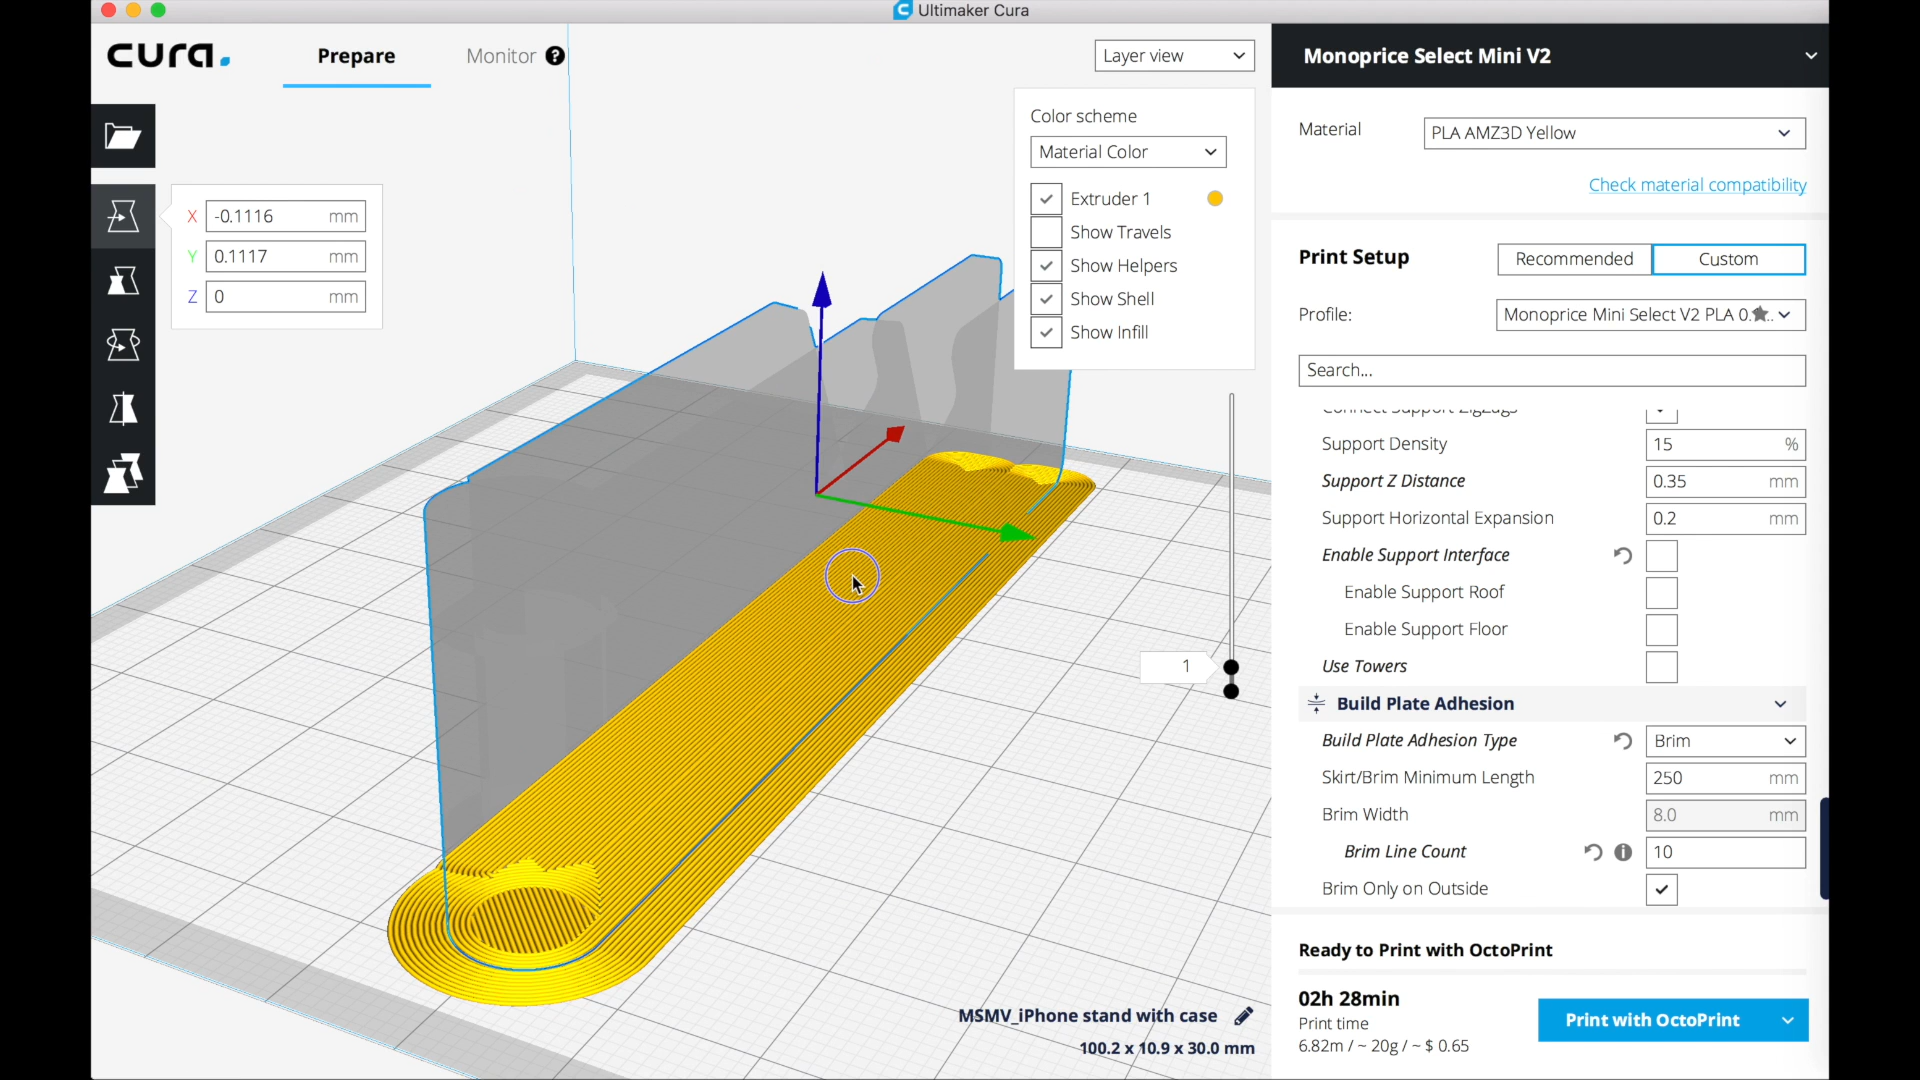 Ultimaker Cura
cura.
Prepare
Monitor
Layer view
Monoprice Select Mini V2
Color scheme
Material Color
Extruder 1
Show Travels
Show Helpers
Show Shell
Show Infill
X -0.1116 mm
Y 0.1117 mm
Z 0 mm
Material PLA AMZ3D Yellow
Check material compatibility
Print Setup Recommended Custom
Profile: Monoprice Mini Select V2 PLA 0...
Search...
Connect Support ZigZags
Support Density 15 %
Support Z Distance 0.35 mm
Support Horizontal Expansion 0.2 mm
Enable Support Interface
Enable Support Roof
Enable Support Floor
Use Towers
1
Build Plate Adhesion
Build Plate Adhesion Type Brim
Skirt/Brim Minimum Length 250 mm
Brim Width 8.0 mm
Brim Line Count 10
Brim Only on Outside
Ready to Print with OctoPrint
02h 28min
Print time
6.82m / ~ 20g / ~ $ 0.65
Print with OctoPrint
MSMV_iPhone stand with case
100.2 x 10.9 x 30.0 mm